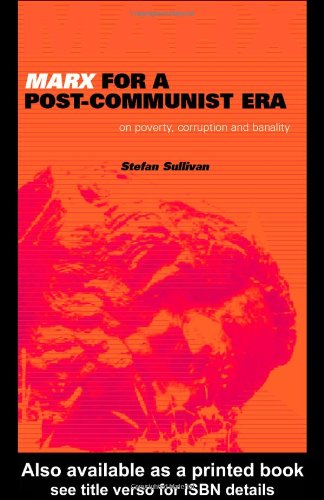 MARX FOR A
POST-COMMUNIST ERA
on poverty, corruption and banality
Stefan Sullivan
Also available as a printed book
see title verso for ISBN details